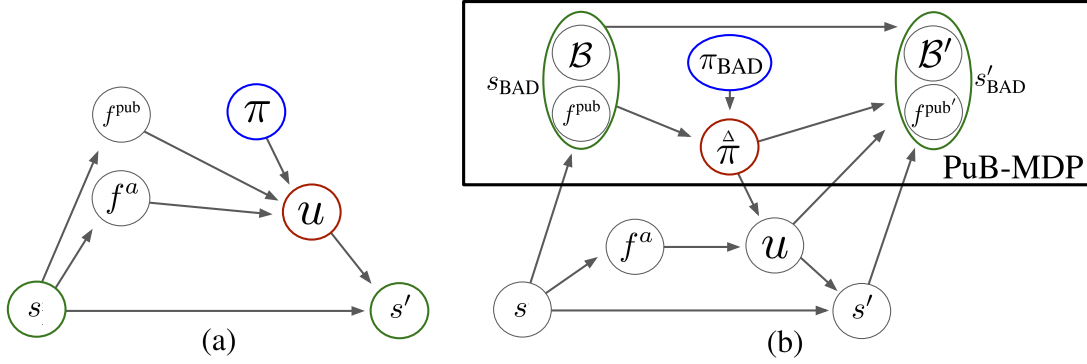 f^pub
π
f^a
u
s
s′
(a)
B
π_BAD
B′
s_BAD
s′_BAD
f^pub
f^pub′
π̂
PuB-MDP
f^a
u
s
s′
(b)